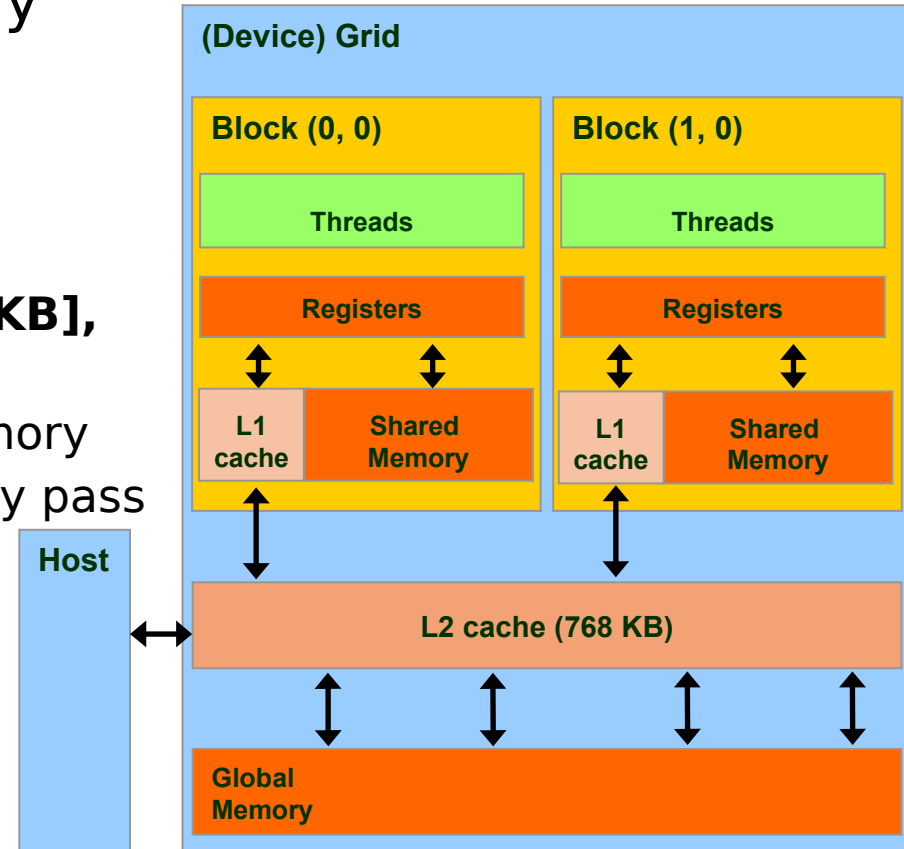 y
(Device) Grid
Block (0, 0)
Block (1, 0)
Threads
Threads
KB],
Registers
Registers
L1
cache
Shared
Memory
L1
cache
Shared
Memory
nory
y pass
Host
L2 cache (768 KB)
Global
Memory